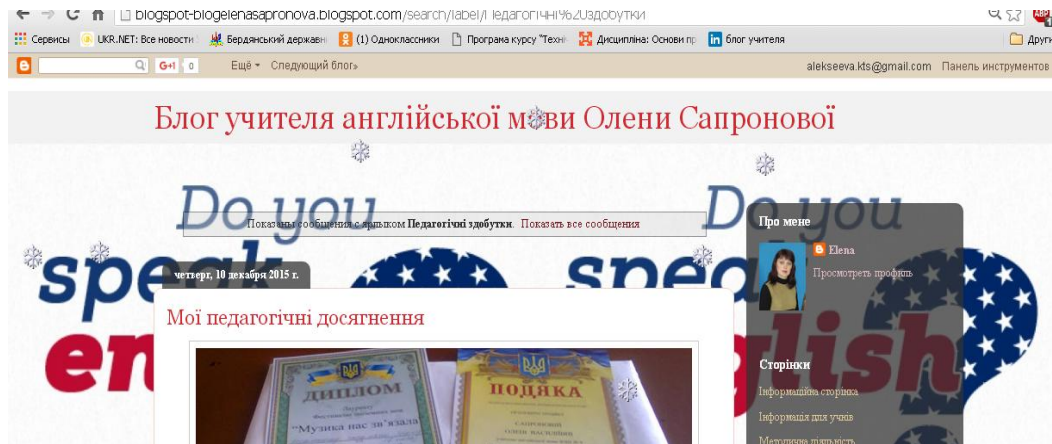 blogspot-blogelenasapronova.blogspot.com/search/label/Педагогічні%20здобутки
Сервисы UKR.NET: Все новости Бердянський держав (1) Одноклассники Програма курсу "Техн Дисципліна: Основи пр блог учителя Други
G+1 0 Ещё Следующий блог» alekseeva.kts@gmail.com Панель инструментов
Блог учителя англійської мови Олени Сапронової
Do you Do you
speak speak
english
Показаны сообщения с ярлыком Педагогічні здобутки. Показать все сообщения
четверг, 10 декабря 2015 г.
Мої педагогічні досягнення
ДИПЛОМ
"Музика нас зв'язала
ПОДЯКА
Про мене
Elena
Просмотреть профиль
Сторінки
Інформаційна сторінка
Інформація для учнів
Методична діяльність